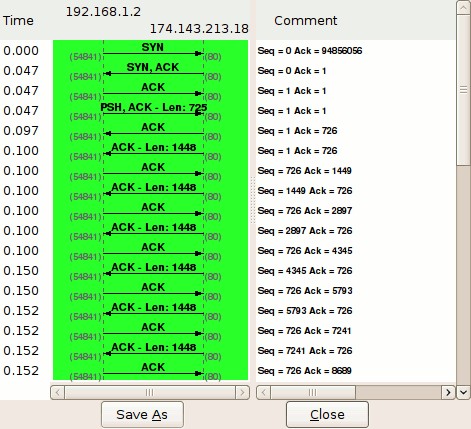 192.168.1.2
Time 174.143.213.18 Comment
0.000 SYN Seq = 0 Ack = 94856056
(54841) (80)
0.047 SYN, ACK Seq = 0 Ack = 1
(54841) (80)
0.047 ACK Seq = 1 Ack = 1
(54841) (80)
0.047 PSH, ACK - Len: 725 Seq = 1 Ack = 1
(54841) (80)
0.097 ACK Seq = 1 Ack = 726
(54841) (80)
0.100 ACK - Len: 1448 Seq = 1 Ack = 726
(54841) (80)
0.100 ACK Seq = 726 Ack = 1449
(54841) (80)
0.100 ACK - Len: 1448 Seq = 1449 Ack = 726
(54841) (80)
0.100 ACK Seq = 726 Ack = 2897
(54841) (80)
0.100 ACK - Len: 1448 Seq = 2897 Ack = 726
(54841) (80)
0.100 ACK Seq = 726 Ack = 4345
(54841) (80)
0.150 ACK - Len: 1448 Seq = 4345 Ack = 726
(54841) (80)
0.150 ACK Seq = 726 Ack = 5793
(54841) (80)
0.152 ACK - Len: 1448 Seq = 5793 Ack = 726
(54841) (80)
0.152 ACK Seq = 726 Ack = 7241
(54841) (80)
0.152 ACK - Len: 1448 Seq = 7241 Ack = 726
(54841) (80)
0.152 ACK Seq = 726 Ack = 8689
(54841) (80)
Save As Close